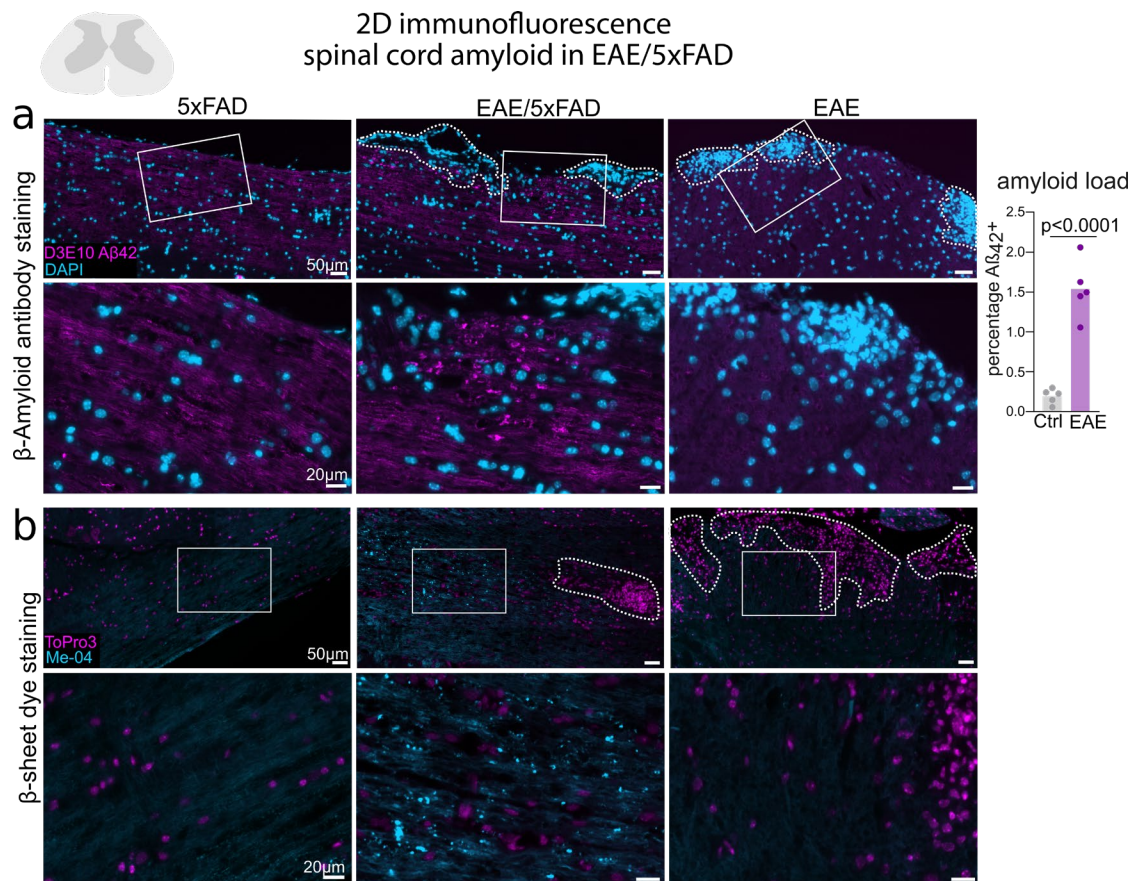 2D immunofluorescence
spinal cord amyloid in EAE/5xFAD
a
5xFAD
EAE/5xFAD
EAE
β-Amyloid antibody staining
D3E10 Aβ42
DAPI
50µm
20µm
amyloid load
p<0.0001
percentage Aβ42+
2.5
2.0
1.5
1.0
0.5
0.0
Ctrl
EAE
b
β-sheet dye staining
ToPro3
Me-04
50µm
20µm